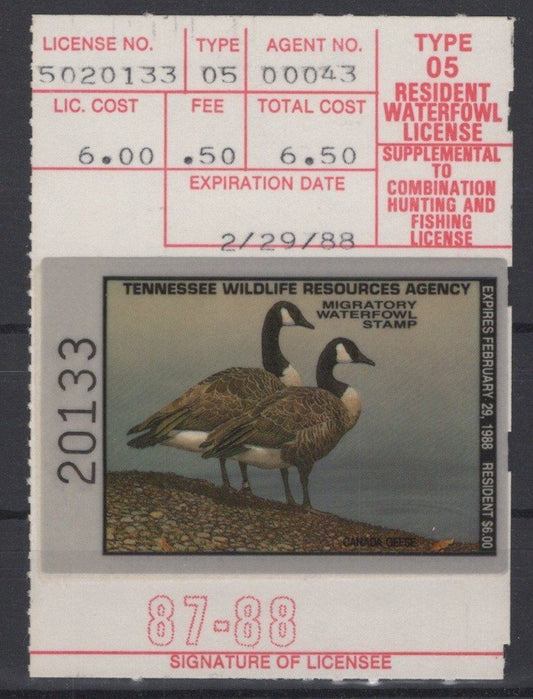 LICENSE NO. TYPE AGENT NO.
5020133 05 00043
LIC. COST FEE TOTAL COST
6.00 .50 6.50
EXPIRATION DATE
2/29/88
TYPE
05
RESIDENT
WATERFOWL
LICENSE
SUPPLEMENTAL
TO
COMBINATION
HUNTING AND
FISHING
LICENSE
TENNESSEE WILDLIFE RESOURCES AGENCY
MIGRATORY
WATERFOWL
STAMP
EXPIRES FEBRUARY 29, 1988 RESIDENT $6.00
20133
CANADA GEESE
87-88
SIGNATURE OF LICENSEE